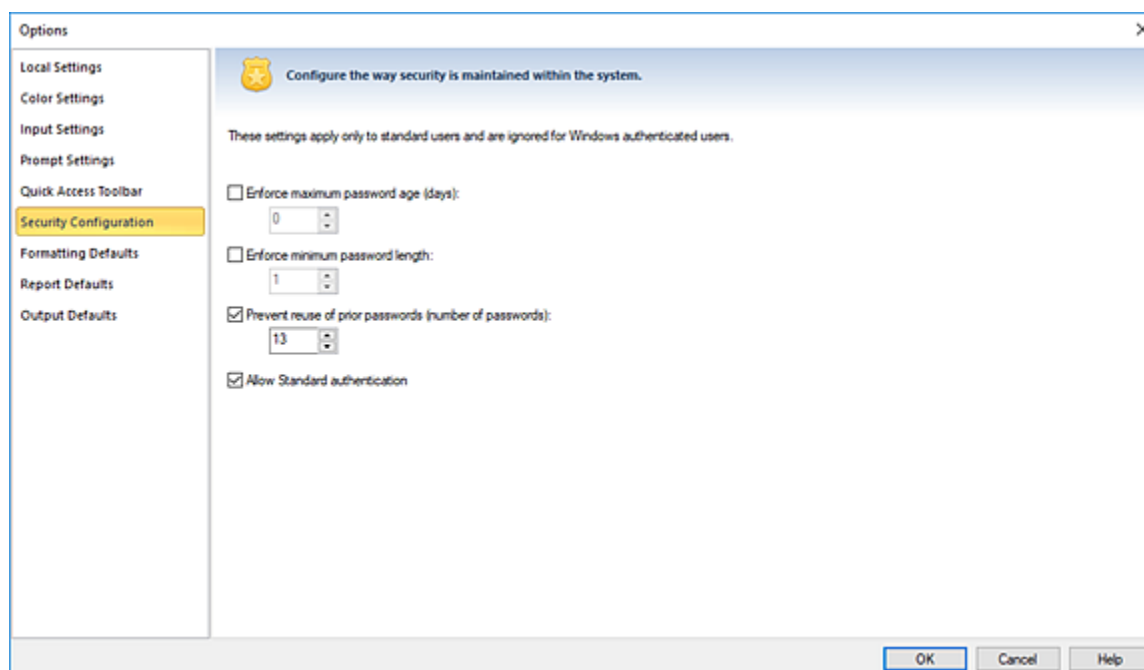 Options
Local Settings
Color Settings
Input Settings
Prompt Settings
Quick Access Toolbar
Security Configuration
Formatting Defaults
Report Defaults
Output Defaults
Configure the way security is maintained within the system.
These settings apply only to standard users and are ignored for Windows authenticated users.
Enforce maximum password age (days):
0
Enforce minimum password length:
1
Prevent reuse of prior passwords (number of passwords):
13
Allow Standard authentication
OK
Cancel
Help